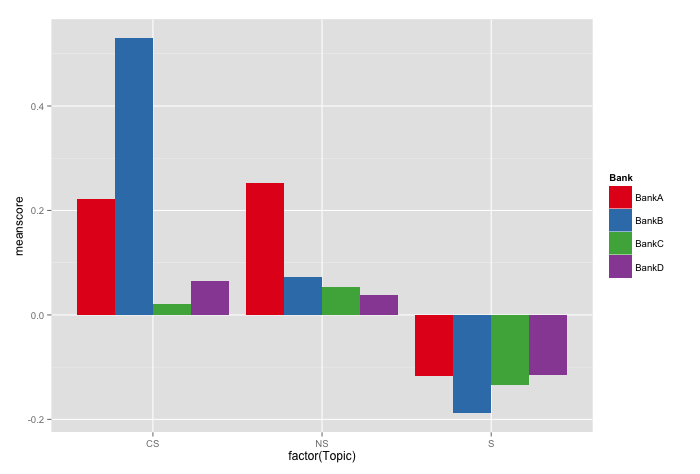 meanscore
0.4
0.2
0.0
-0.2
CS NS S
factor(Topic)
Bank
BankA
BankB
BankC
BankD